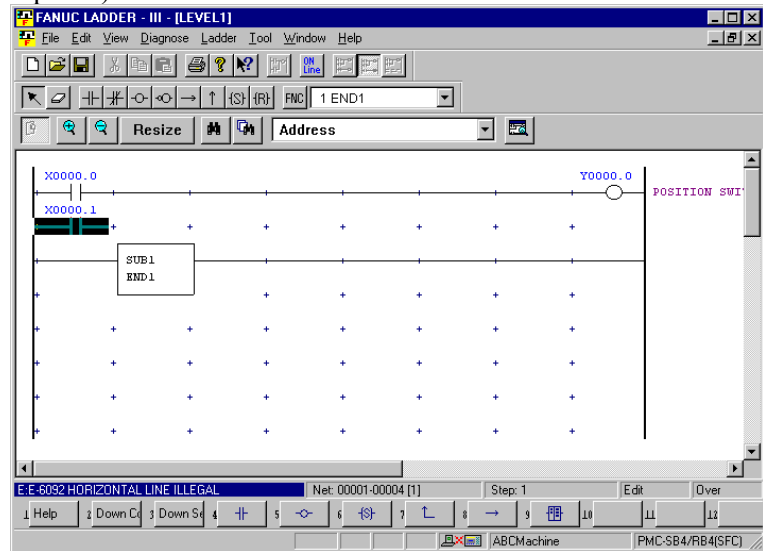 FANUC LADDER - III - [LEVEL1]
File Edit View Diagnose Ladder Tool Window Help
ON Line
{S} {R} FNC 1 END1
Resize Address
X0000.0 Y0000.0
POSITION SWI
X0000.1
SUB1
END1
E:E-6092 HORIZONTAL LINE ILLEGAL Net: 00001-00004 [1] Step: 1 Edit Over
1 Help 2 Down Co 3 Down Se 4 5 6 {S} 7 8 9 10 11 12
ABCMachine PMC-SB4/RB4(SFC)